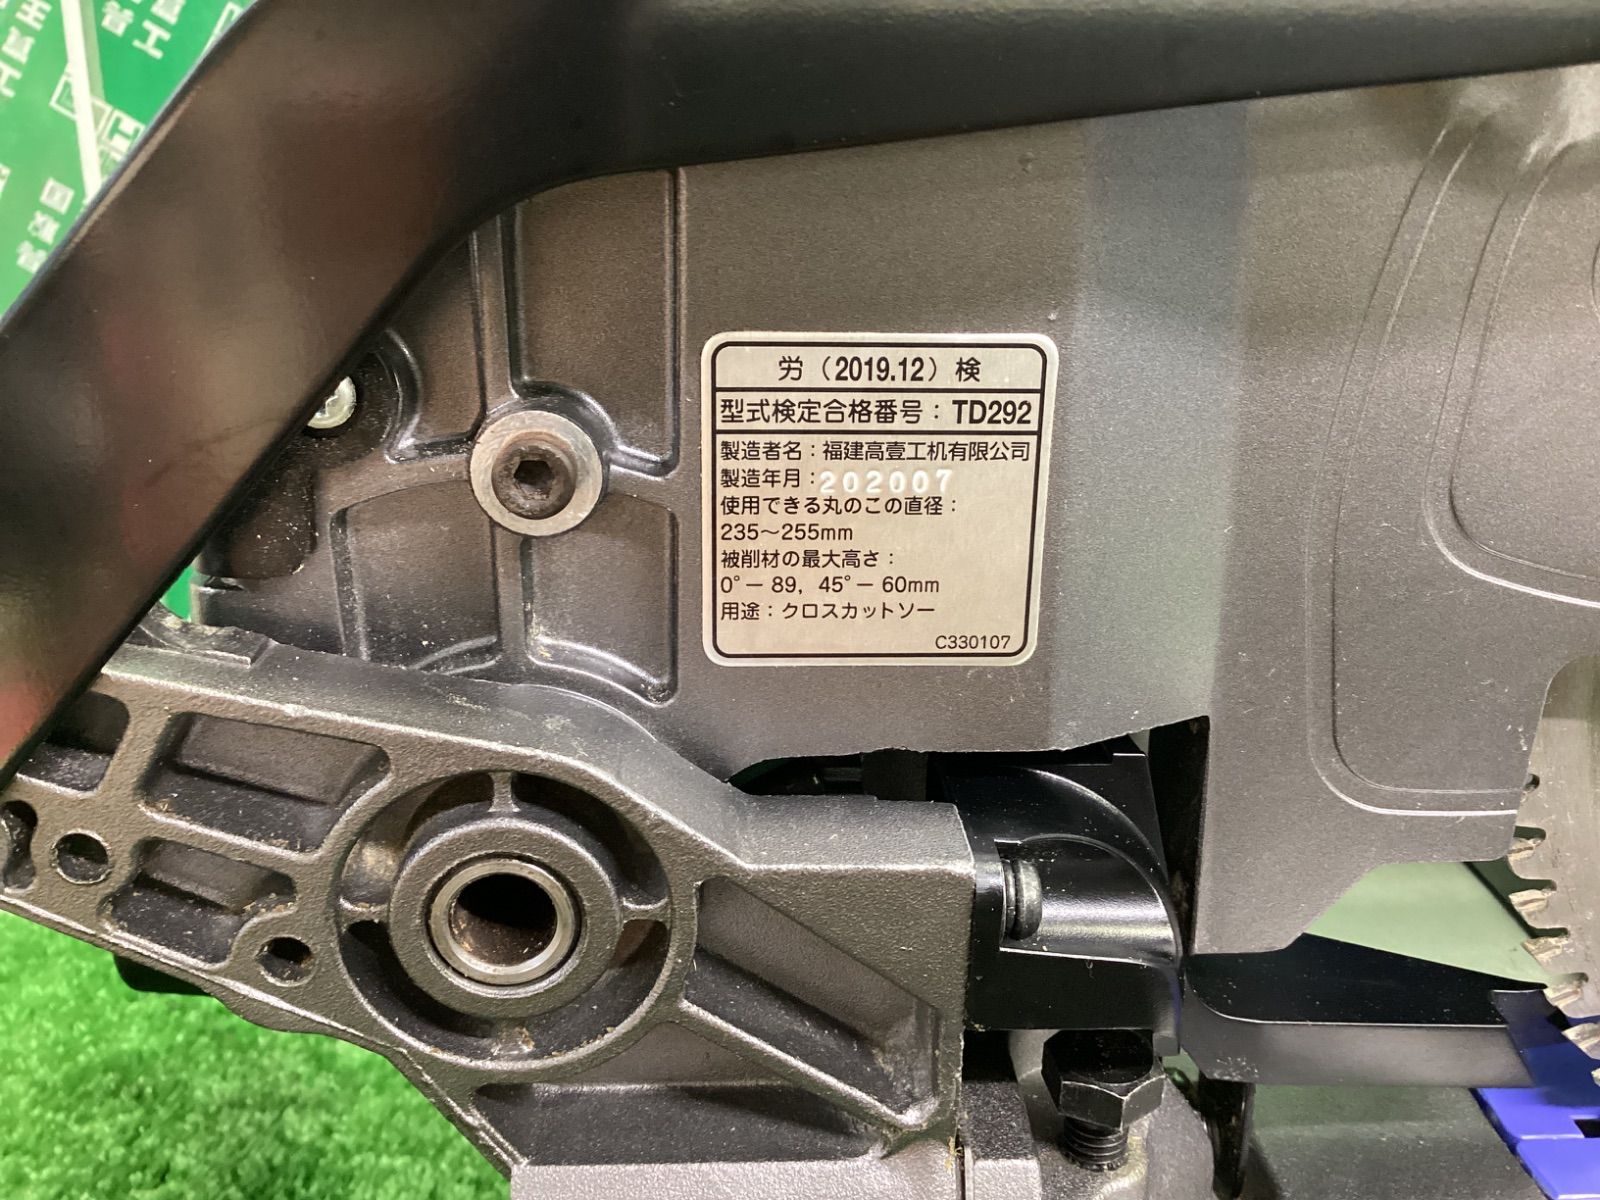 労（2019.12）検
型式検定合格番号：TD292
製造者名：福建高壹工机有限公司
製造年月：202007
使用できる丸のこの直径：
235～255mm
被削材の最大高さ：
0°－89，45°－60mm
用途：クロスカットソー
C330107